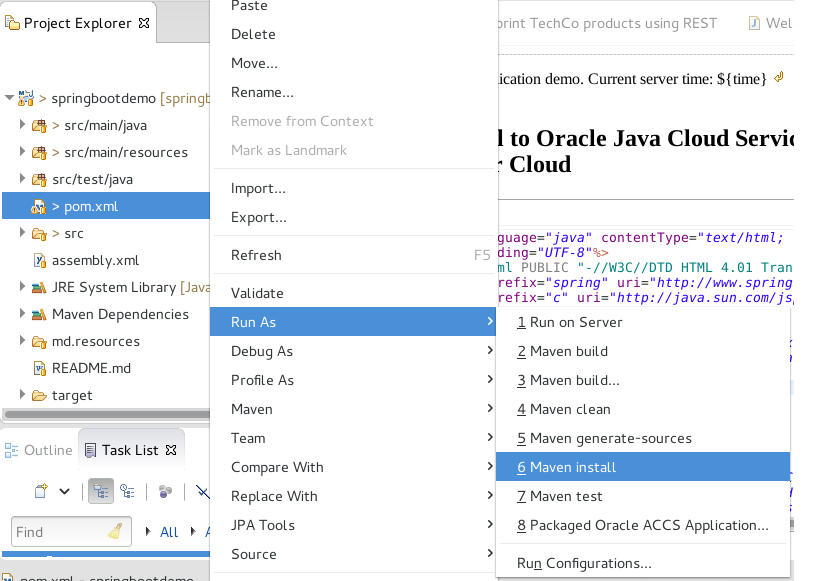 Project Explorer
> springbootdemo [springb
> src/main/java
> src/main/resources
src/test/java
> pom.xml
> src
assembly.xml
JRE System Library [Java
Maven Dependencies
md.resources
README.md
target
Outline
Task List
Find
All
pom.xml - springbootdemo
Paste
Delete
Move...
Rename...
Remove from Context
Mark as Landmark
Import...
Export...
Refresh F5
Validate
Run As
Debug As
Profile As
Maven
Team
Compare With
Replace With
JPA Tools
Source
1 Run on Server
2 Maven build
3 Maven build...
4 Maven clean
5 Maven generate-sources
6 Maven install
7 Maven test
8 Packaged Oracle ACCS Application...
Run Configurations...
print TechCo products using REST
Wel
ication demo. Current server time: ${time}
l to Oracle Java Cloud Servic
r Cloud
guage="java" contentType="text/html;
ding="UTF-8"%>
ml PUBLIC "-//W3C//DTD HTML 4.01 Tran
refix="spring" uri="http://www.spring
refix="c" uri="http://java.sun.com/jsp